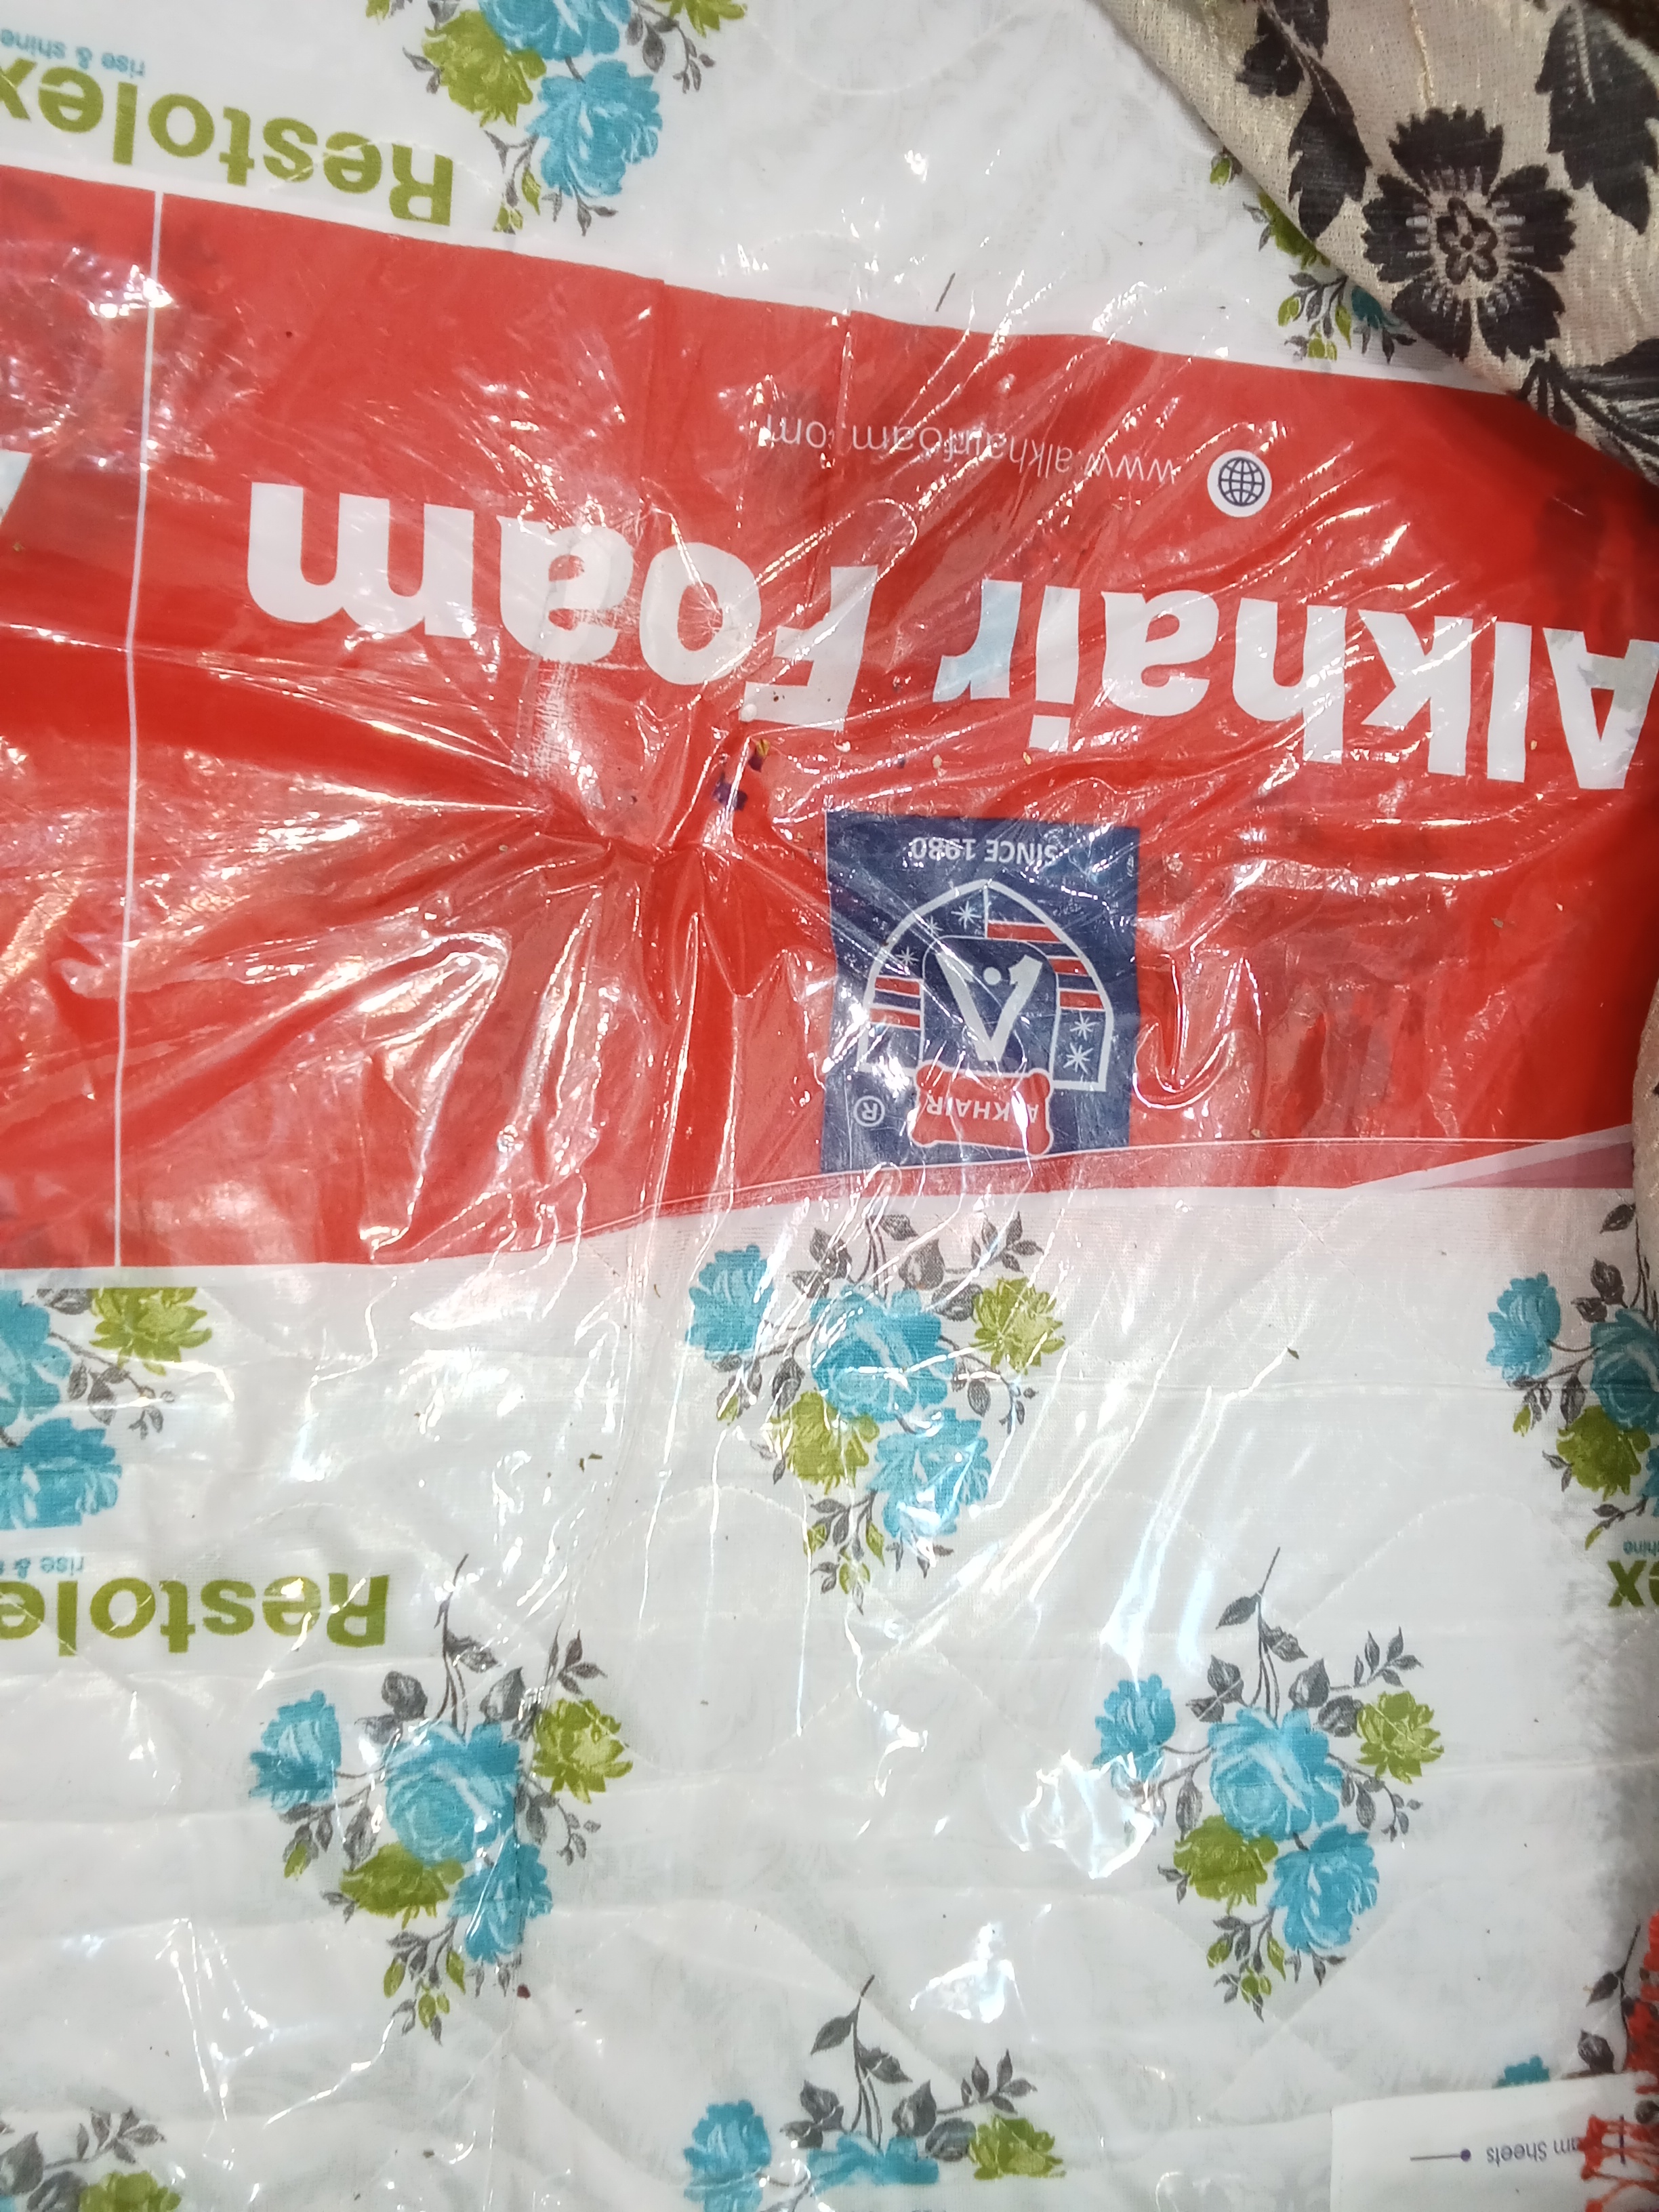 Alkhair Foam
www.alkhairfoam.com
ALKHAIR
®
SINCE 1980
Restolex
rise & shine
Restole
rise &
ex
shine
am Sheets